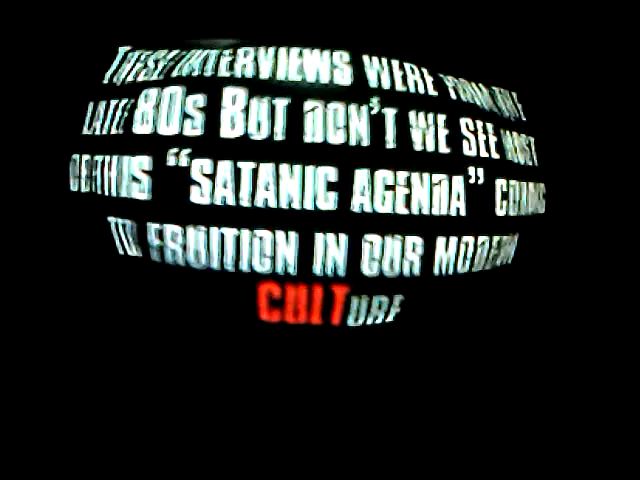 These interviews were from the
late 80s But don't we see most
of this “satanic agenda” coming
to fruition in our modern
CULTure